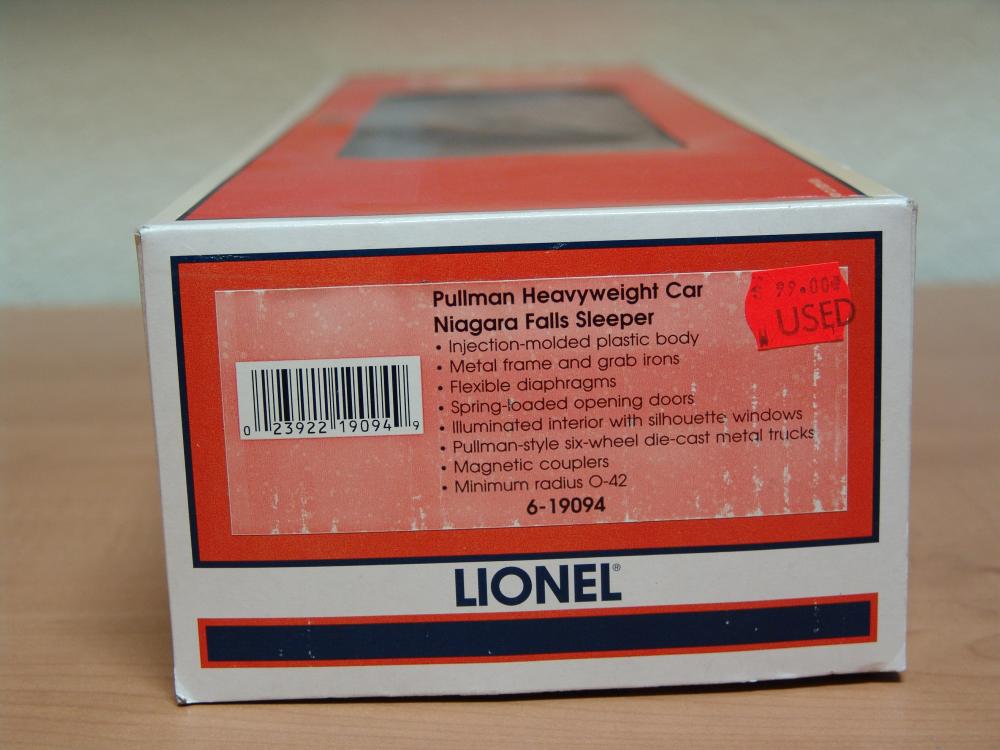 Pullman Heavyweight Car
Niagara Falls Sleeper
• Injection-molded plastic body
• Metal frame and grab irons
• Flexible diaphragms
• Spring-loaded opening doors
• Illuminated interior with silhouette windows
• Pullman-style six-wheel die-cast metal trucks
• Magnetic couplers
• Minimum radius O-42
6-19094
99.00
USED
0 23922 19094 9
LIONEL®